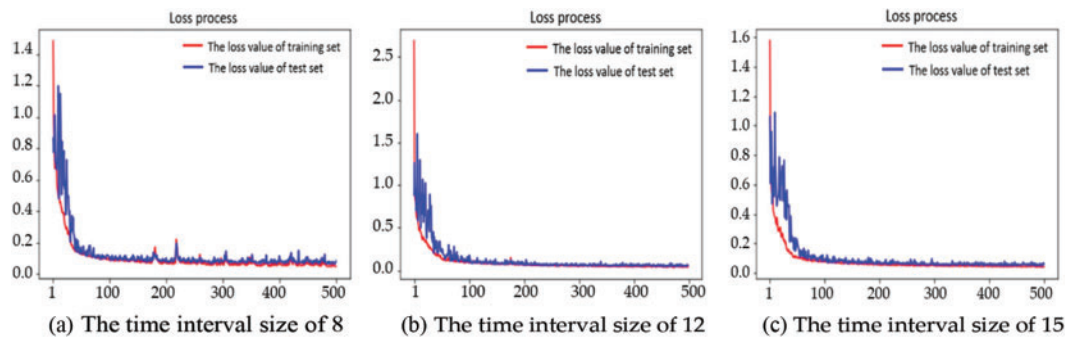 Loss process
1.4
1.2
1.0
0.8
0.6
0.4
0.2
0.0
The loss value of training set
The loss value of test set
1 100 200 300 400 500
(a) The time interval size of 8
Loss process
2.5
2.0
1.5
1.0
0.5
0.0
The loss value of training set
The loss value of test set
1 100 200 300 400 500
(b) The time interval size of 12
Loss process
1.6
1.4
1.2
1.0
0.8
0.6
0.4
0.2
0.0
The loss value of training set
The loss value of test set
1 100 200 300 400 500
(c) The time interval size of 15